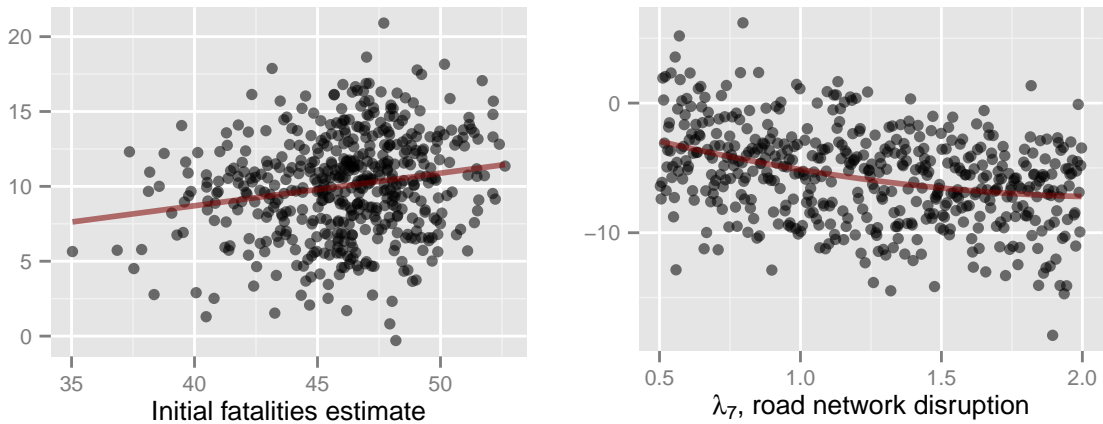 20
15
10
5
0
35 40 45 50
Initial fatalities estimate
0
−10
0.5 1.0 1.5 2.0
λ7, road network disruption